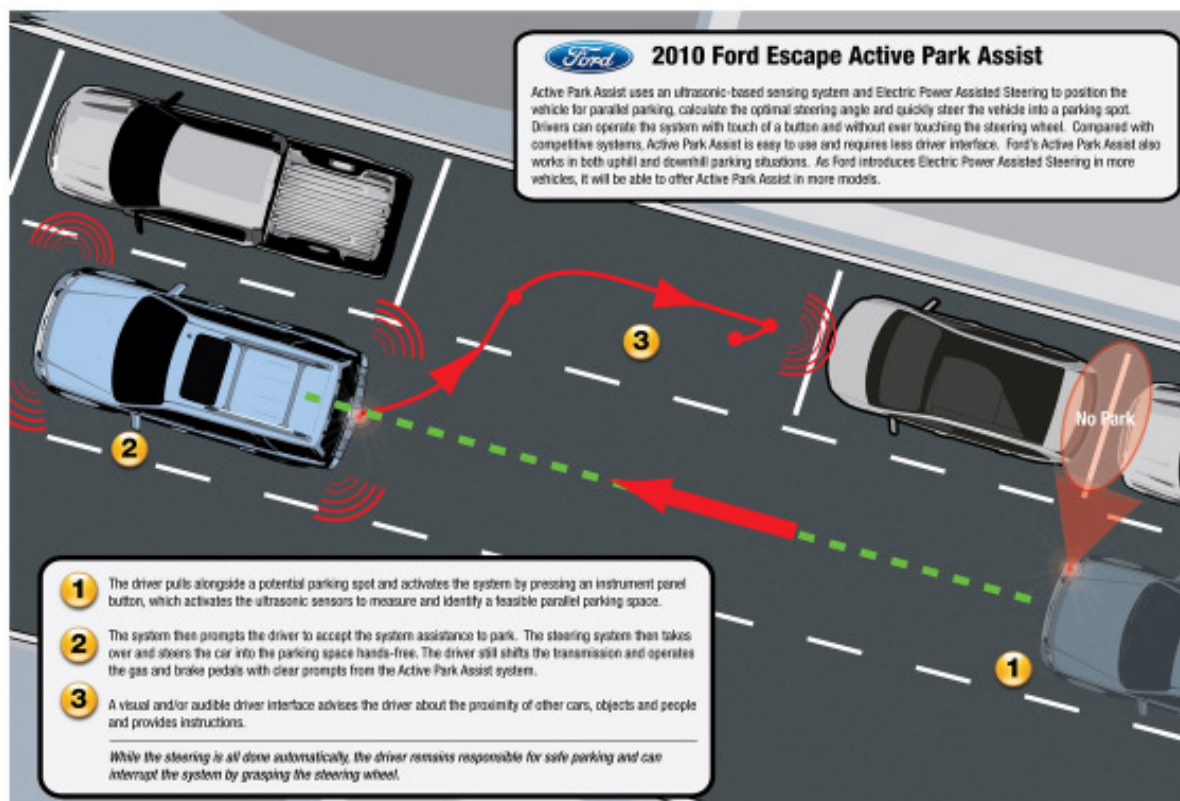 Ford 2010 Ford Escape Active Park Assist
Active Park Assist uses an ultrasonic-based sensing system and Electric Power Assisted Steering to position the
vehicle for parallel parking, calculate the optimal steering angle and quickly steer the vehicle into a parking spot.
Drivers can operate the system with touch of a button and without ever touching the steering wheel. Compared with
competitive systems, Active Park Assist is easy to use and requires less driver interface. Ford's Active Park Assist also
works in both uphill and downhill parking situations. As Ford introduces Electric Power Assisted Steering in more
vehicles, it will be able to offer Active Park Assist in more models.
3
No Park
2
1
1 The driver pulls alongside a potential parking spot and activates the system by pressing an instrument panel
button, which activates the ultrasonic sensors to measure and identify a feasible parallel parking space.
2 The system then prompts the driver to accept the system assistance to park. The steering system then takes
over and steers the car into the parking space hands-free. The driver still shifts the transmission and operates
the gas and brake pedals with clear prompts from the Active Park Assist system.
3 A visual and/or audible driver interface advises the driver about the proximity of other cars, objects and people
and provides instructions.
While the steering is all done automatically, the driver remains responsible for safe parking and can
interrupt the system by grasping the steering wheel.